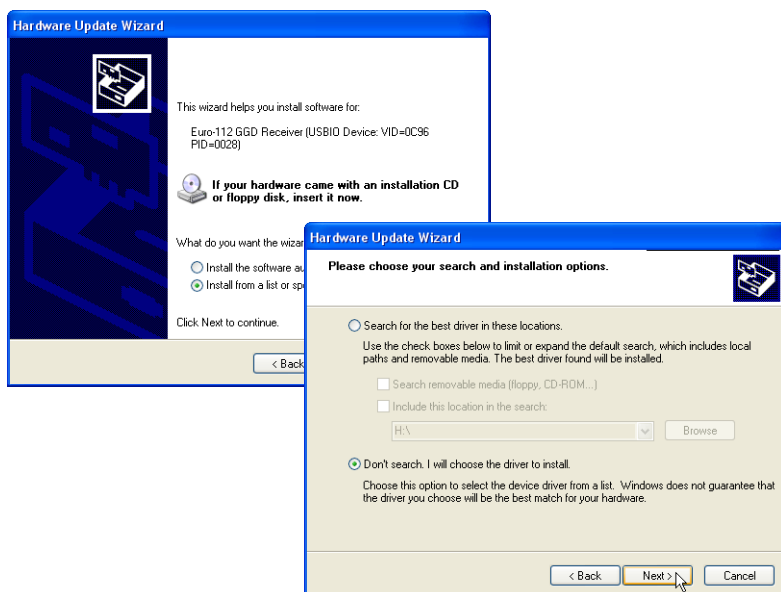 Hardware Update Wizard
This wizard helps you install software for:
Euro-112 GGD Receiver (USBIO Device: VID=0C96
PID=0028)
If your hardware came with an installation CD
or floppy disk, insert it now.
What do you want the wizar
Install the software au
Install from a list or spe
Click Next to continue.
< Back
Hardware Update Wizard
Please choose your search and installation options.
Search for the best driver in these locations.
Use the check boxes below to limit or expand the default search, which includes local
paths and removable media. The best driver found will be installed.
Search removable media (floppy, CD-ROM...)
Include this location in the search:
H:\
Browse
Don't search. I will choose the driver to install.
Choose this option to select the device driver from a list. Windows does not guarantee that
the driver you choose will be the best match for your hardware.
< Back
Next >
Cancel